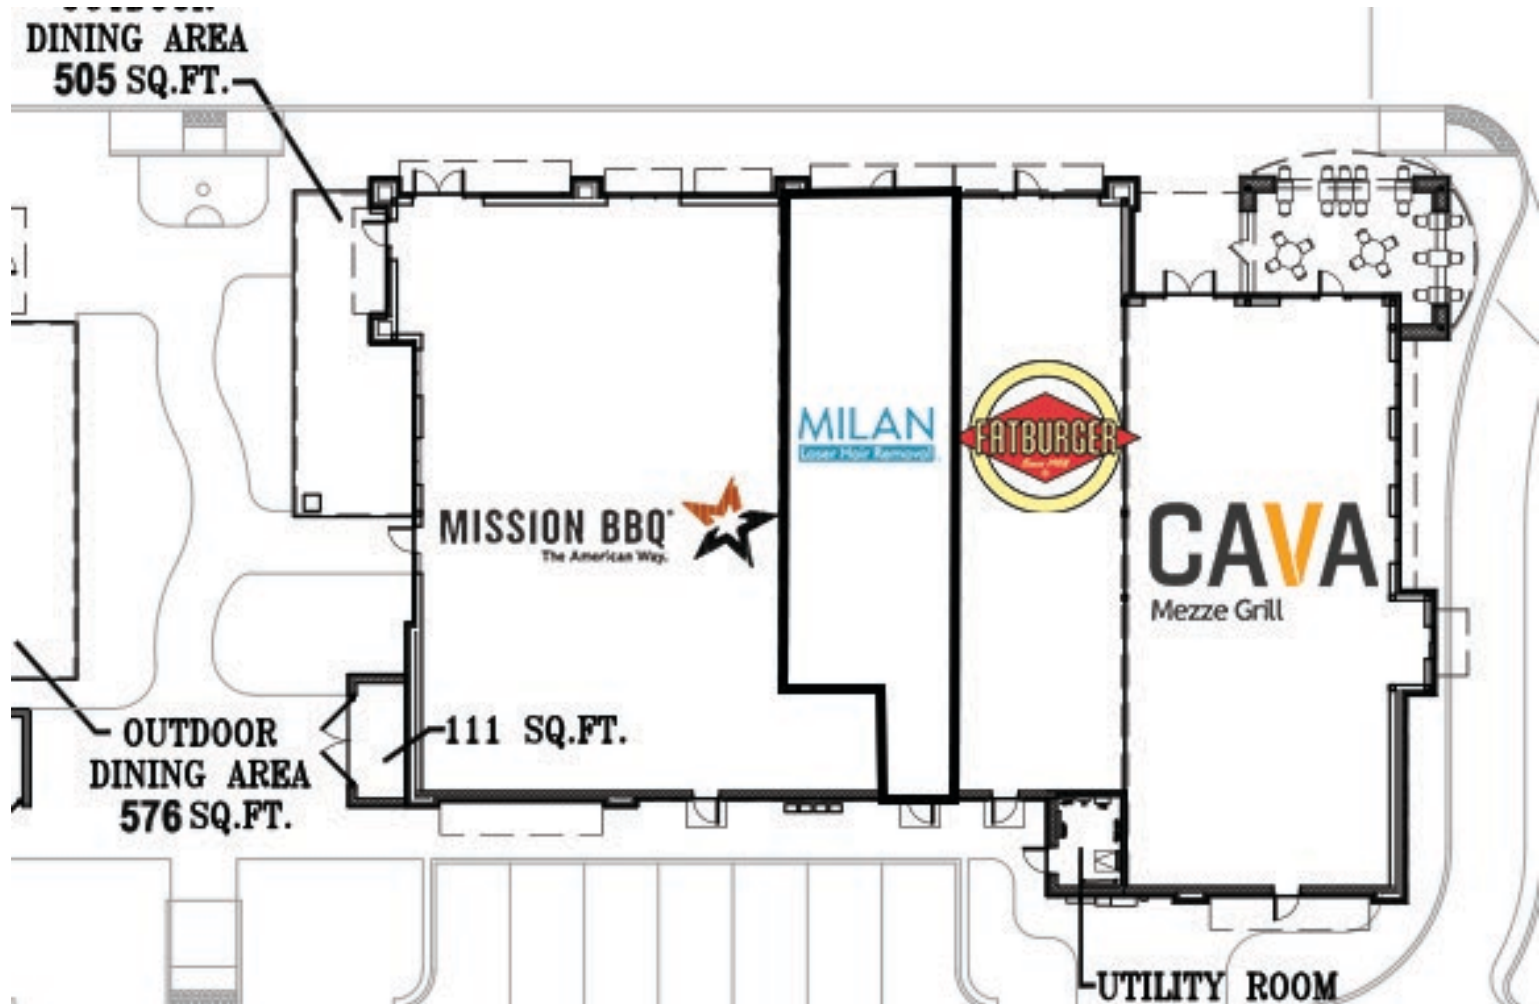 OUTDOOR
DINING AREA
505 SQ.FT.
MILAN
Laser Hair Removal
FATBURGER
MISSION BBQ
The American Way.
CAVA
Mezze Grill
OUTDOOR
DINING AREA
576 SQ.FT.
111 SQ.FT.
UTILITY ROOM